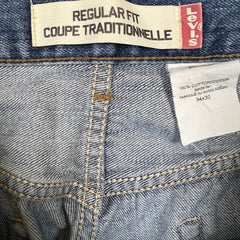 REGULAR FIT
COUPE TRADITIONNELLE
Levi's
100% COTTON/COTON
34x30